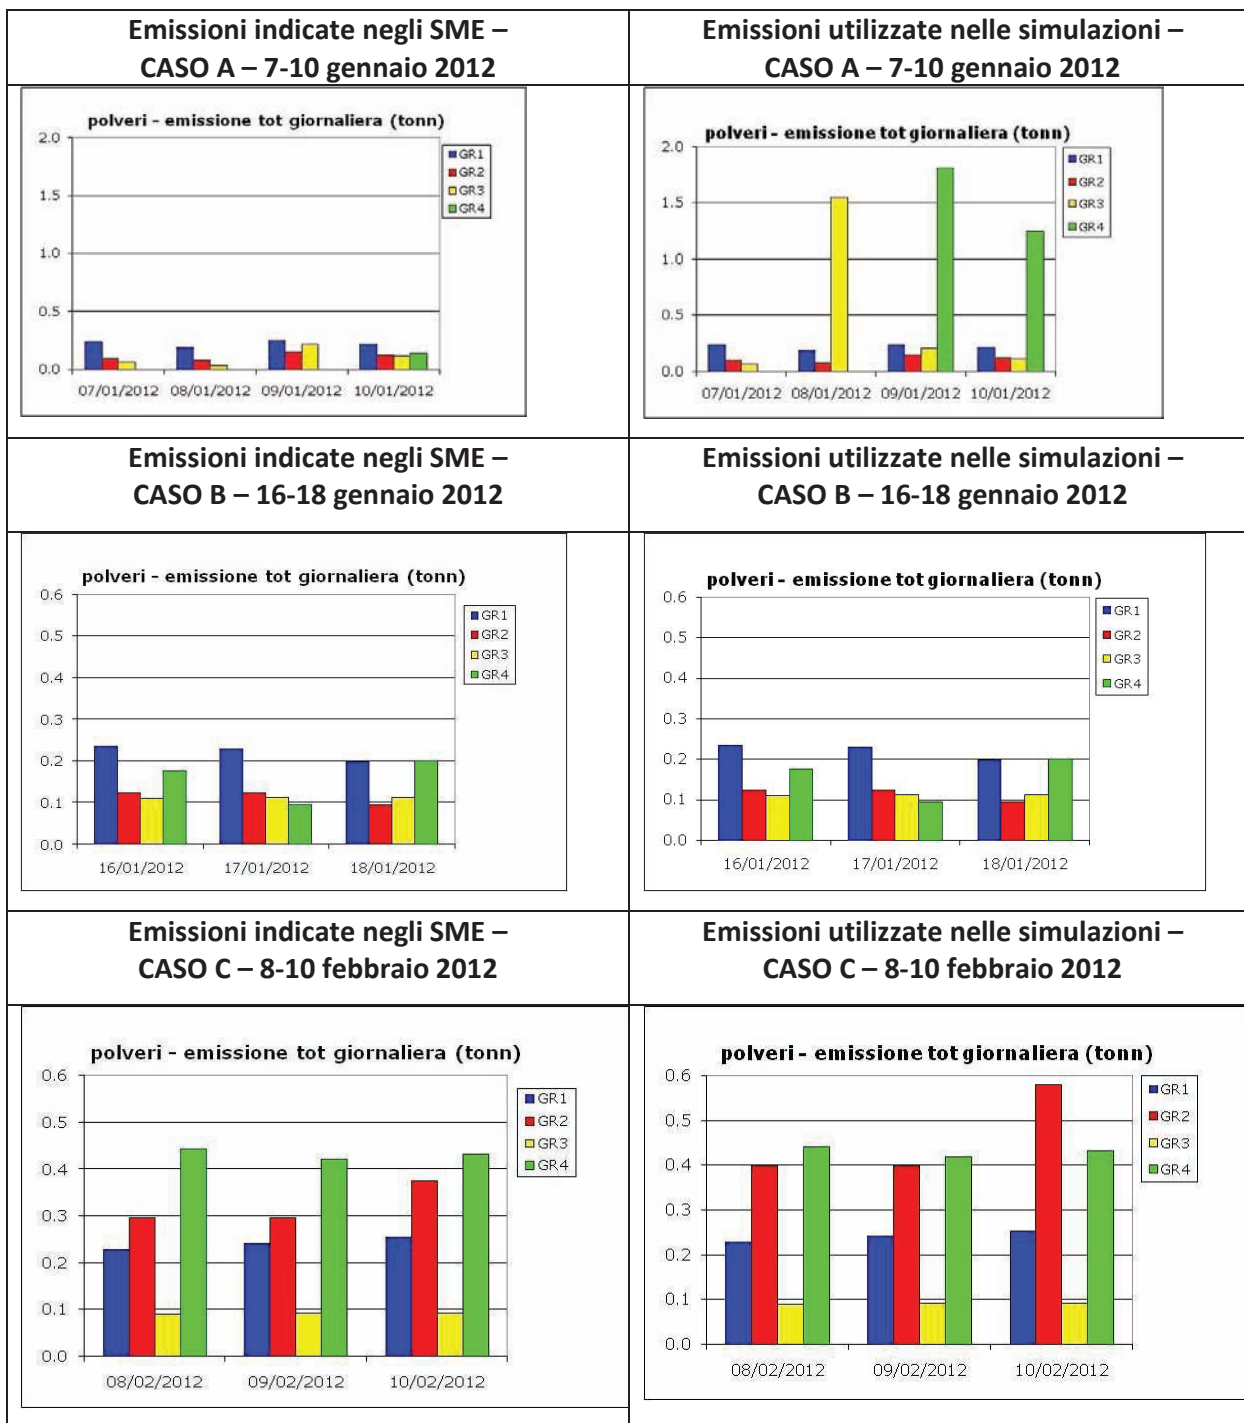 Emissioni indicate negli SME –
CASO A – 7-10 gennaio 2012
Emissioni utilizzate nelle simulazioni –
CASO A – 7-10 gennaio 2012
polveri - emissione tot giornaliera (tonn)
2.0
1.5
1.0
0.5
0.0
07/01/2012 08/01/2012 09/01/2012 10/01/2012
GR1
GR2
GR3
GR4
polveri - emissione tot giornaliera (tonn)
2.0
1.5
1.0
0.5
0.0
07/01/2012 08/01/2012 09/01/2012 10/01/2012
GR1
GR2
GR3
GR4
Emissioni indicate negli SME –
CASO B – 16-18 gennaio 2012
Emissioni utilizzate nelle simulazioni –
CASO B – 16-18 gennaio 2012
polveri - emissione tot giornaliera (tonn)
0.6
0.5
0.4
0.3
0.2
0.1
0.0
16/01/2012 17/01/2012 18/01/2012
GR1
GR2
GR3
GR4
polveri - emissione tot giornaliera (tonn)
0.6
0.5
0.4
0.3
0.2
0.1
0.0
16/01/2012 17/01/2012 18/01/2012
GR1
GR2
GR3
GR4
Emissioni indicate negli SME –
CASO C – 8-10 febbraio 2012
Emissioni utilizzate nelle simulazioni –
CASO C – 8-10 febbraio 2012
polveri - emissione tot giornaliera (tonn)
0.6
0.5
0.4
0.3
0.2
0.1
0.0
08/02/2012 09/02/2012 10/02/2012
GR1
GR2
GR3
GR4
polveri - emissione tot giornaliera (tonn)
0.6
0.5
0.4
0.3
0.2
0.1
0.0
08/02/2012 09/02/2012 10/02/2012
GR1
GR2
GR3
GR4